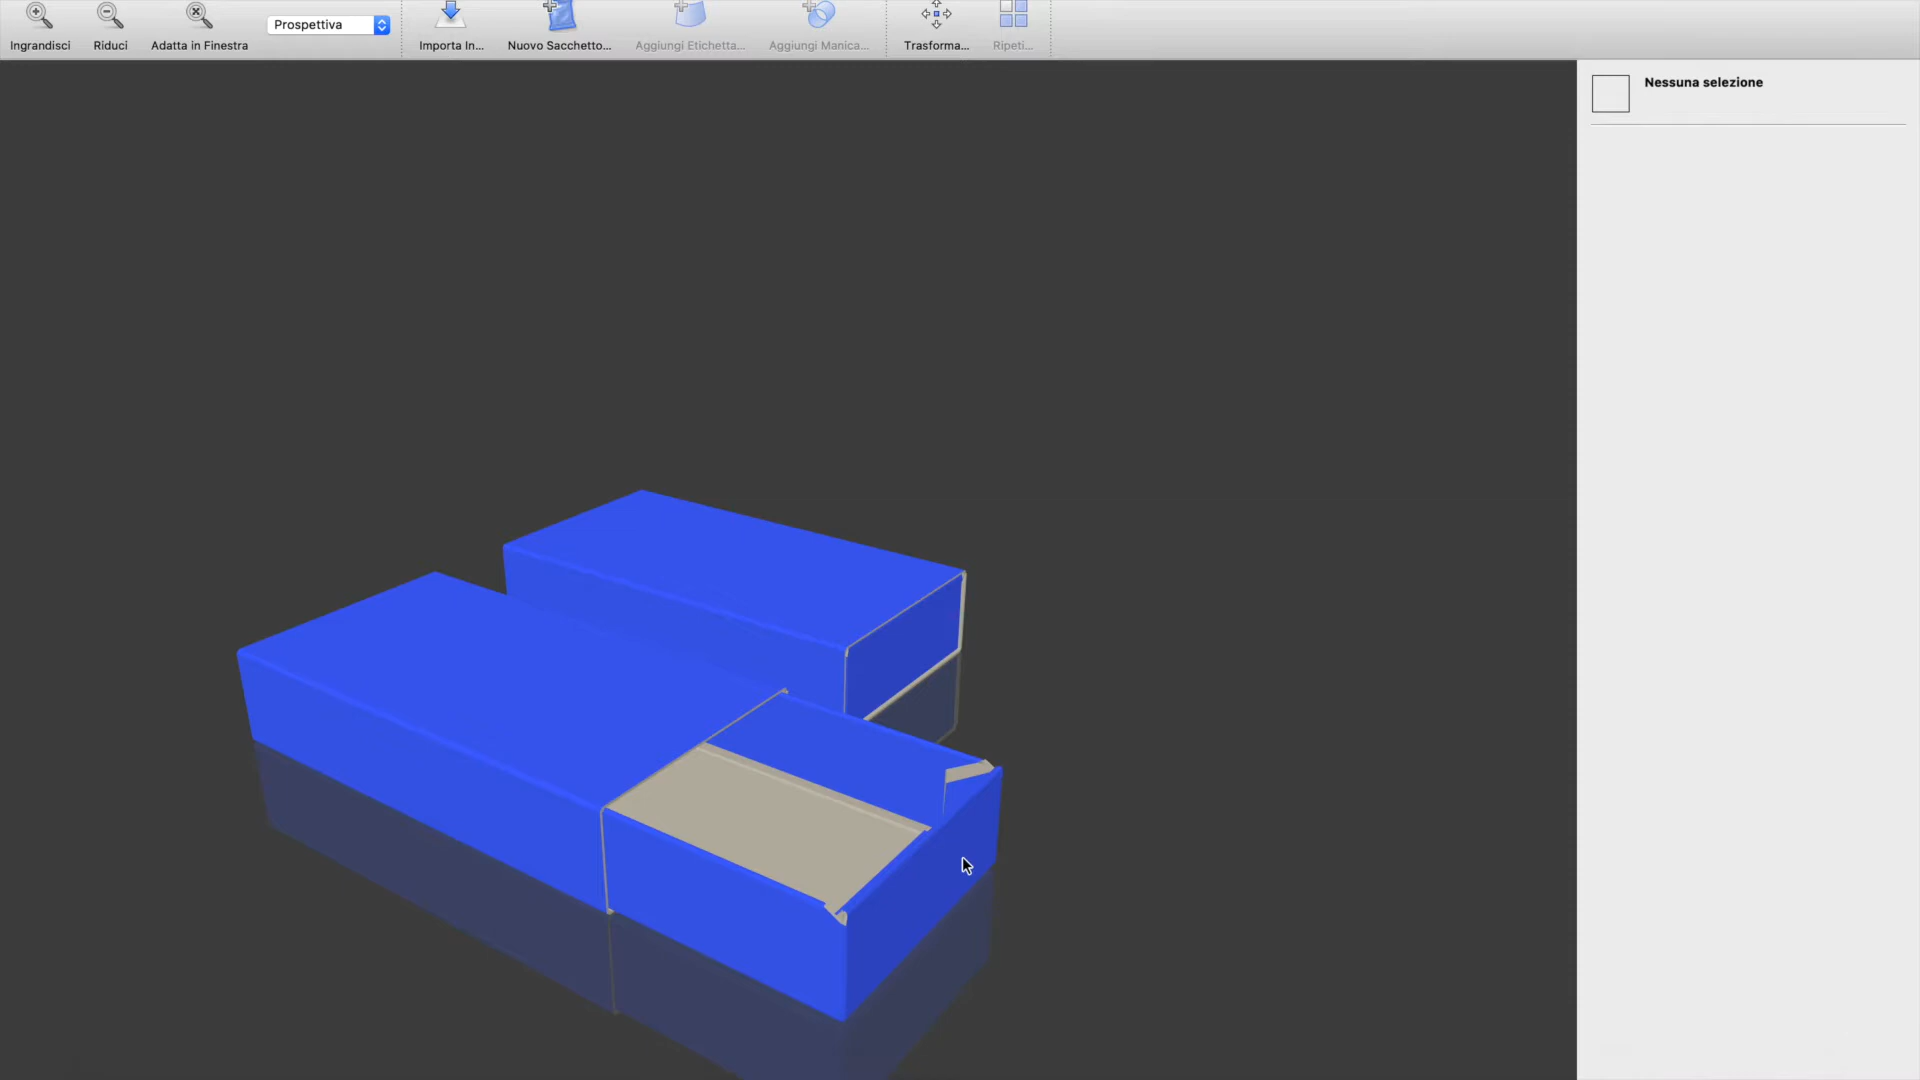 Prospettiva
Ingrandisci Riduci Adatta in Finestra Importa In... Nuovo Sacchetto... Aggiungi Etichetta... Aggiungi Manica... Trasforma... Ripeti...
Nessuna selezione